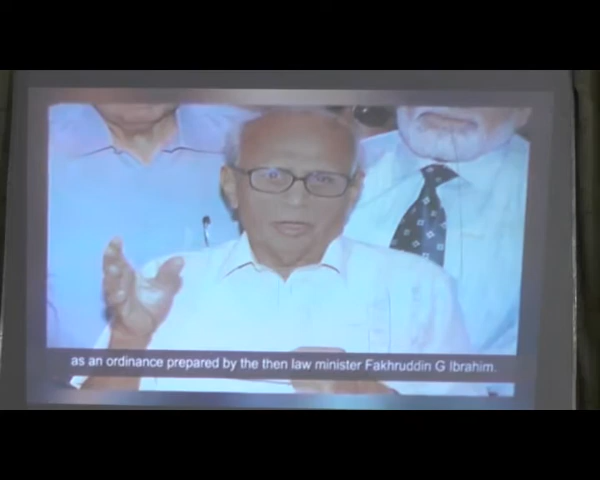 as an ordinance prepared by the then law minister Fakhruddin G Ibrahim.